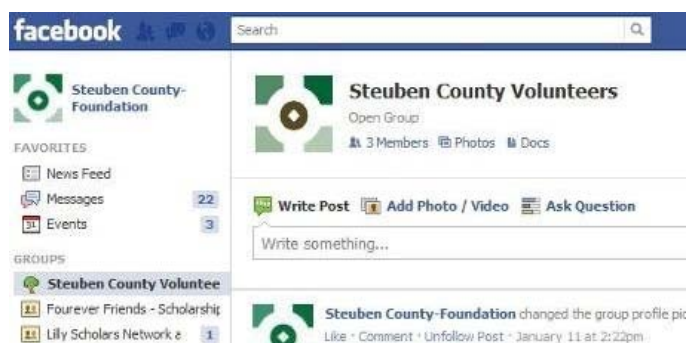 facebook
Search
Steuben County-
Foundation
FAVORITES
News Feed
Messages 22
31 Events 3
GROUPS
Steuben County Voluntee
Fourever Friends - Scholarship
Lilly Scholars Network a 1
Steuben County Volunteers
Open Group
3 Members Photos Docs
Write Post Add Photo / Video Ask Question
Write something...
Steuben County-Foundation changed the group profile pic
Like · Comment · Unfollow Post · January 11 at 2:22pm